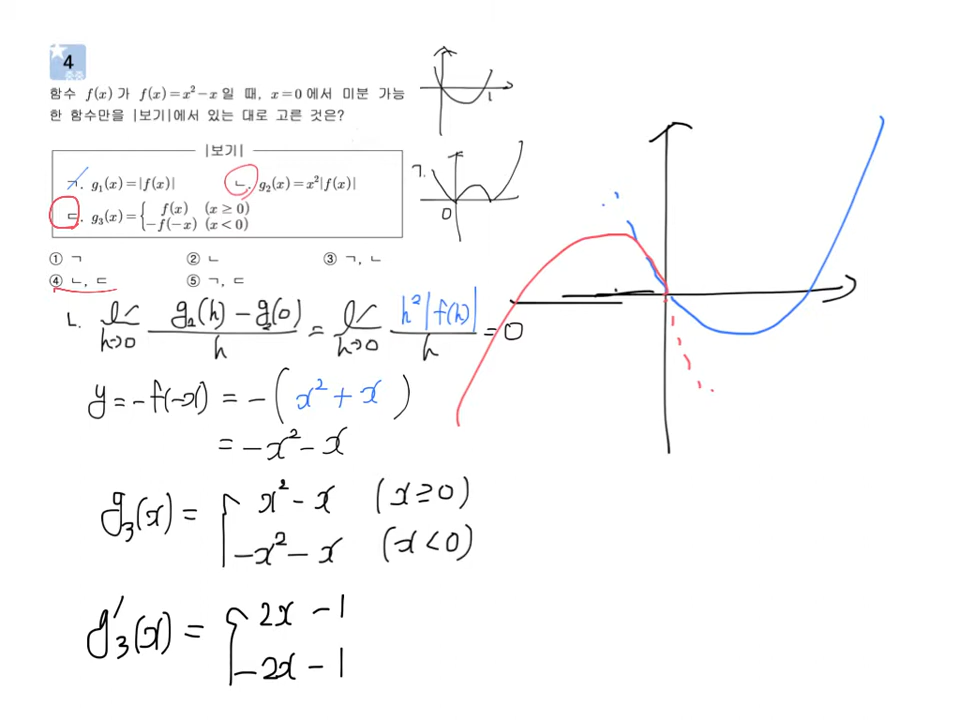 4
함수 f(x)가 f(x)=x²-x일 때, x=0에서 미분 가능
한 함수만을 |보기|에서 있는 대로 고른 것은?
|보기|
ㄱ. g₁(x)=|f(x)|  ㄴ. g₂(x)=x²|f(x)|
ㄷ. g₃(x)={ f(x) (x≥0)
-f(-x) (x<0)
① ㄱ ② ㄴ ③ ㄱ, ㄴ
④ ㄴ, ㄷ ⑤ ㄱ, ㄷ
1
ㄱ.
0
ㄴ. lim h→0 (g₂(h) - g₂(0))/h = lim h→0 h²|f(h)|/h = 0
y = -f(-x) = -(x² + x)
= -x² - x
g₃(x) = { x² - x (x≥0)
-x² - x (x<0)
g₃′(x) = { 2x - 1
-2x - 1